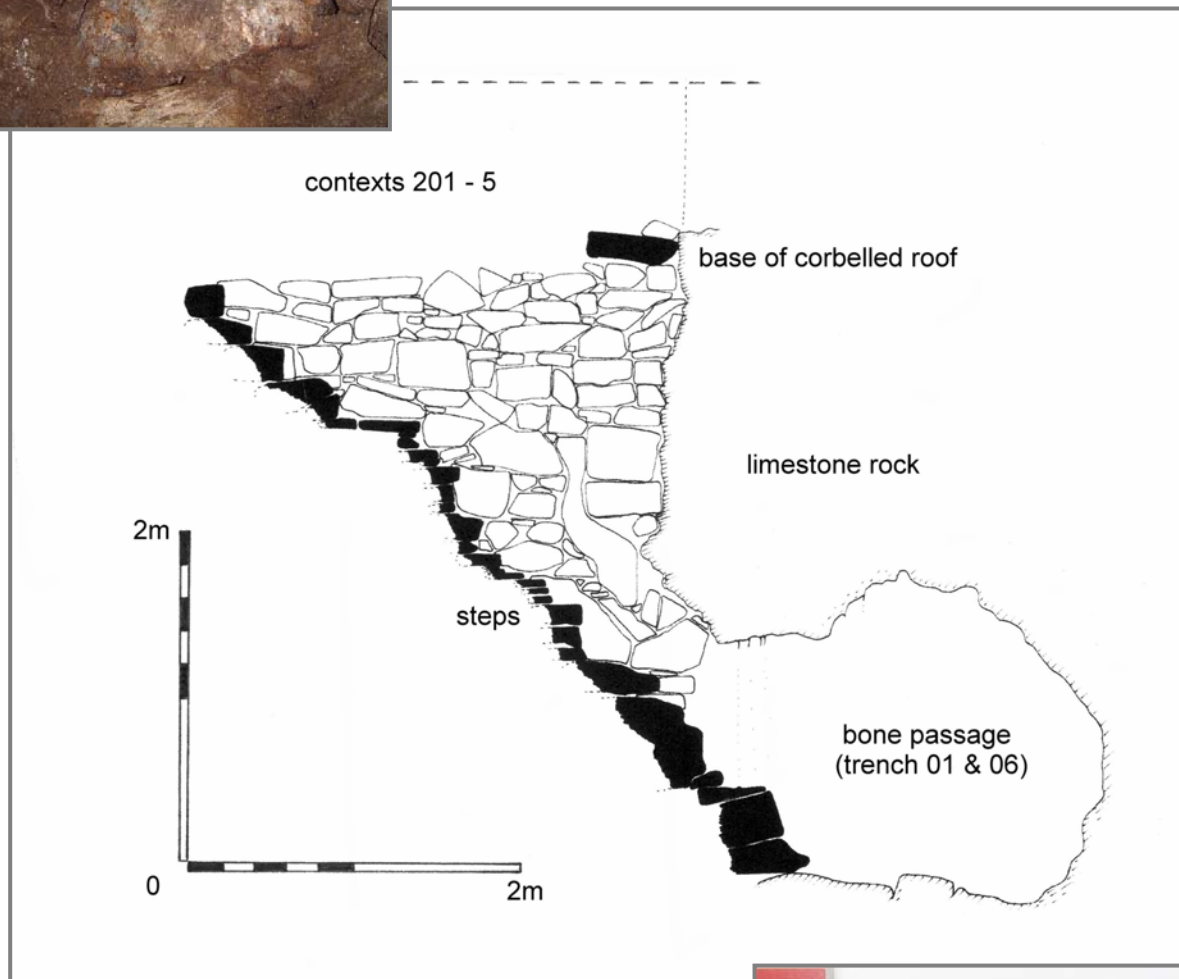 contexts 201 - 5
base of corbelled roof
limestone rock
2m
steps
bone passage
(trench 01 & 06)
0
2m